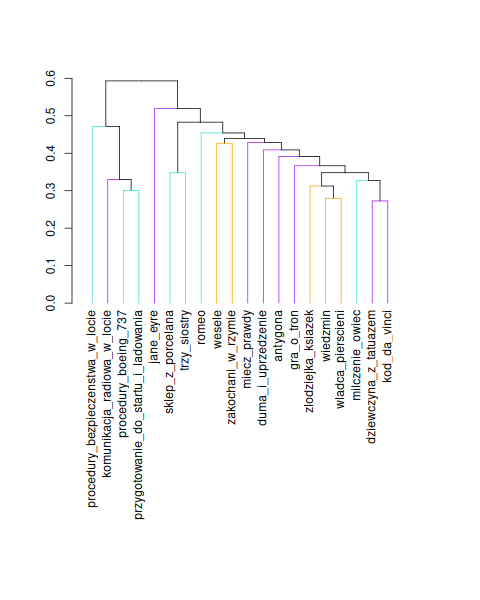 0.6
0.5
0.4
0.3
0.2
0.1
0.0
procedury_bezpieczenstwa_w_locie
komunikacja_radiowa_w_locie
procedury_boeing_737
przygotowanie_do_startu_i_ladowania
jane_eyre
sklep_z_porcelana
trzy_siostry
romeo
wesele
zakochani_w_rzymie
miecz_prawdy
duma_i_uprzedzenie
antygona
gra_o_tron
zlodziejka_ksiazek
wiedzmin
wladca_pierscieni
milczenie_owiec
dziewczyna_z_tatuazem
kod_da_vinci